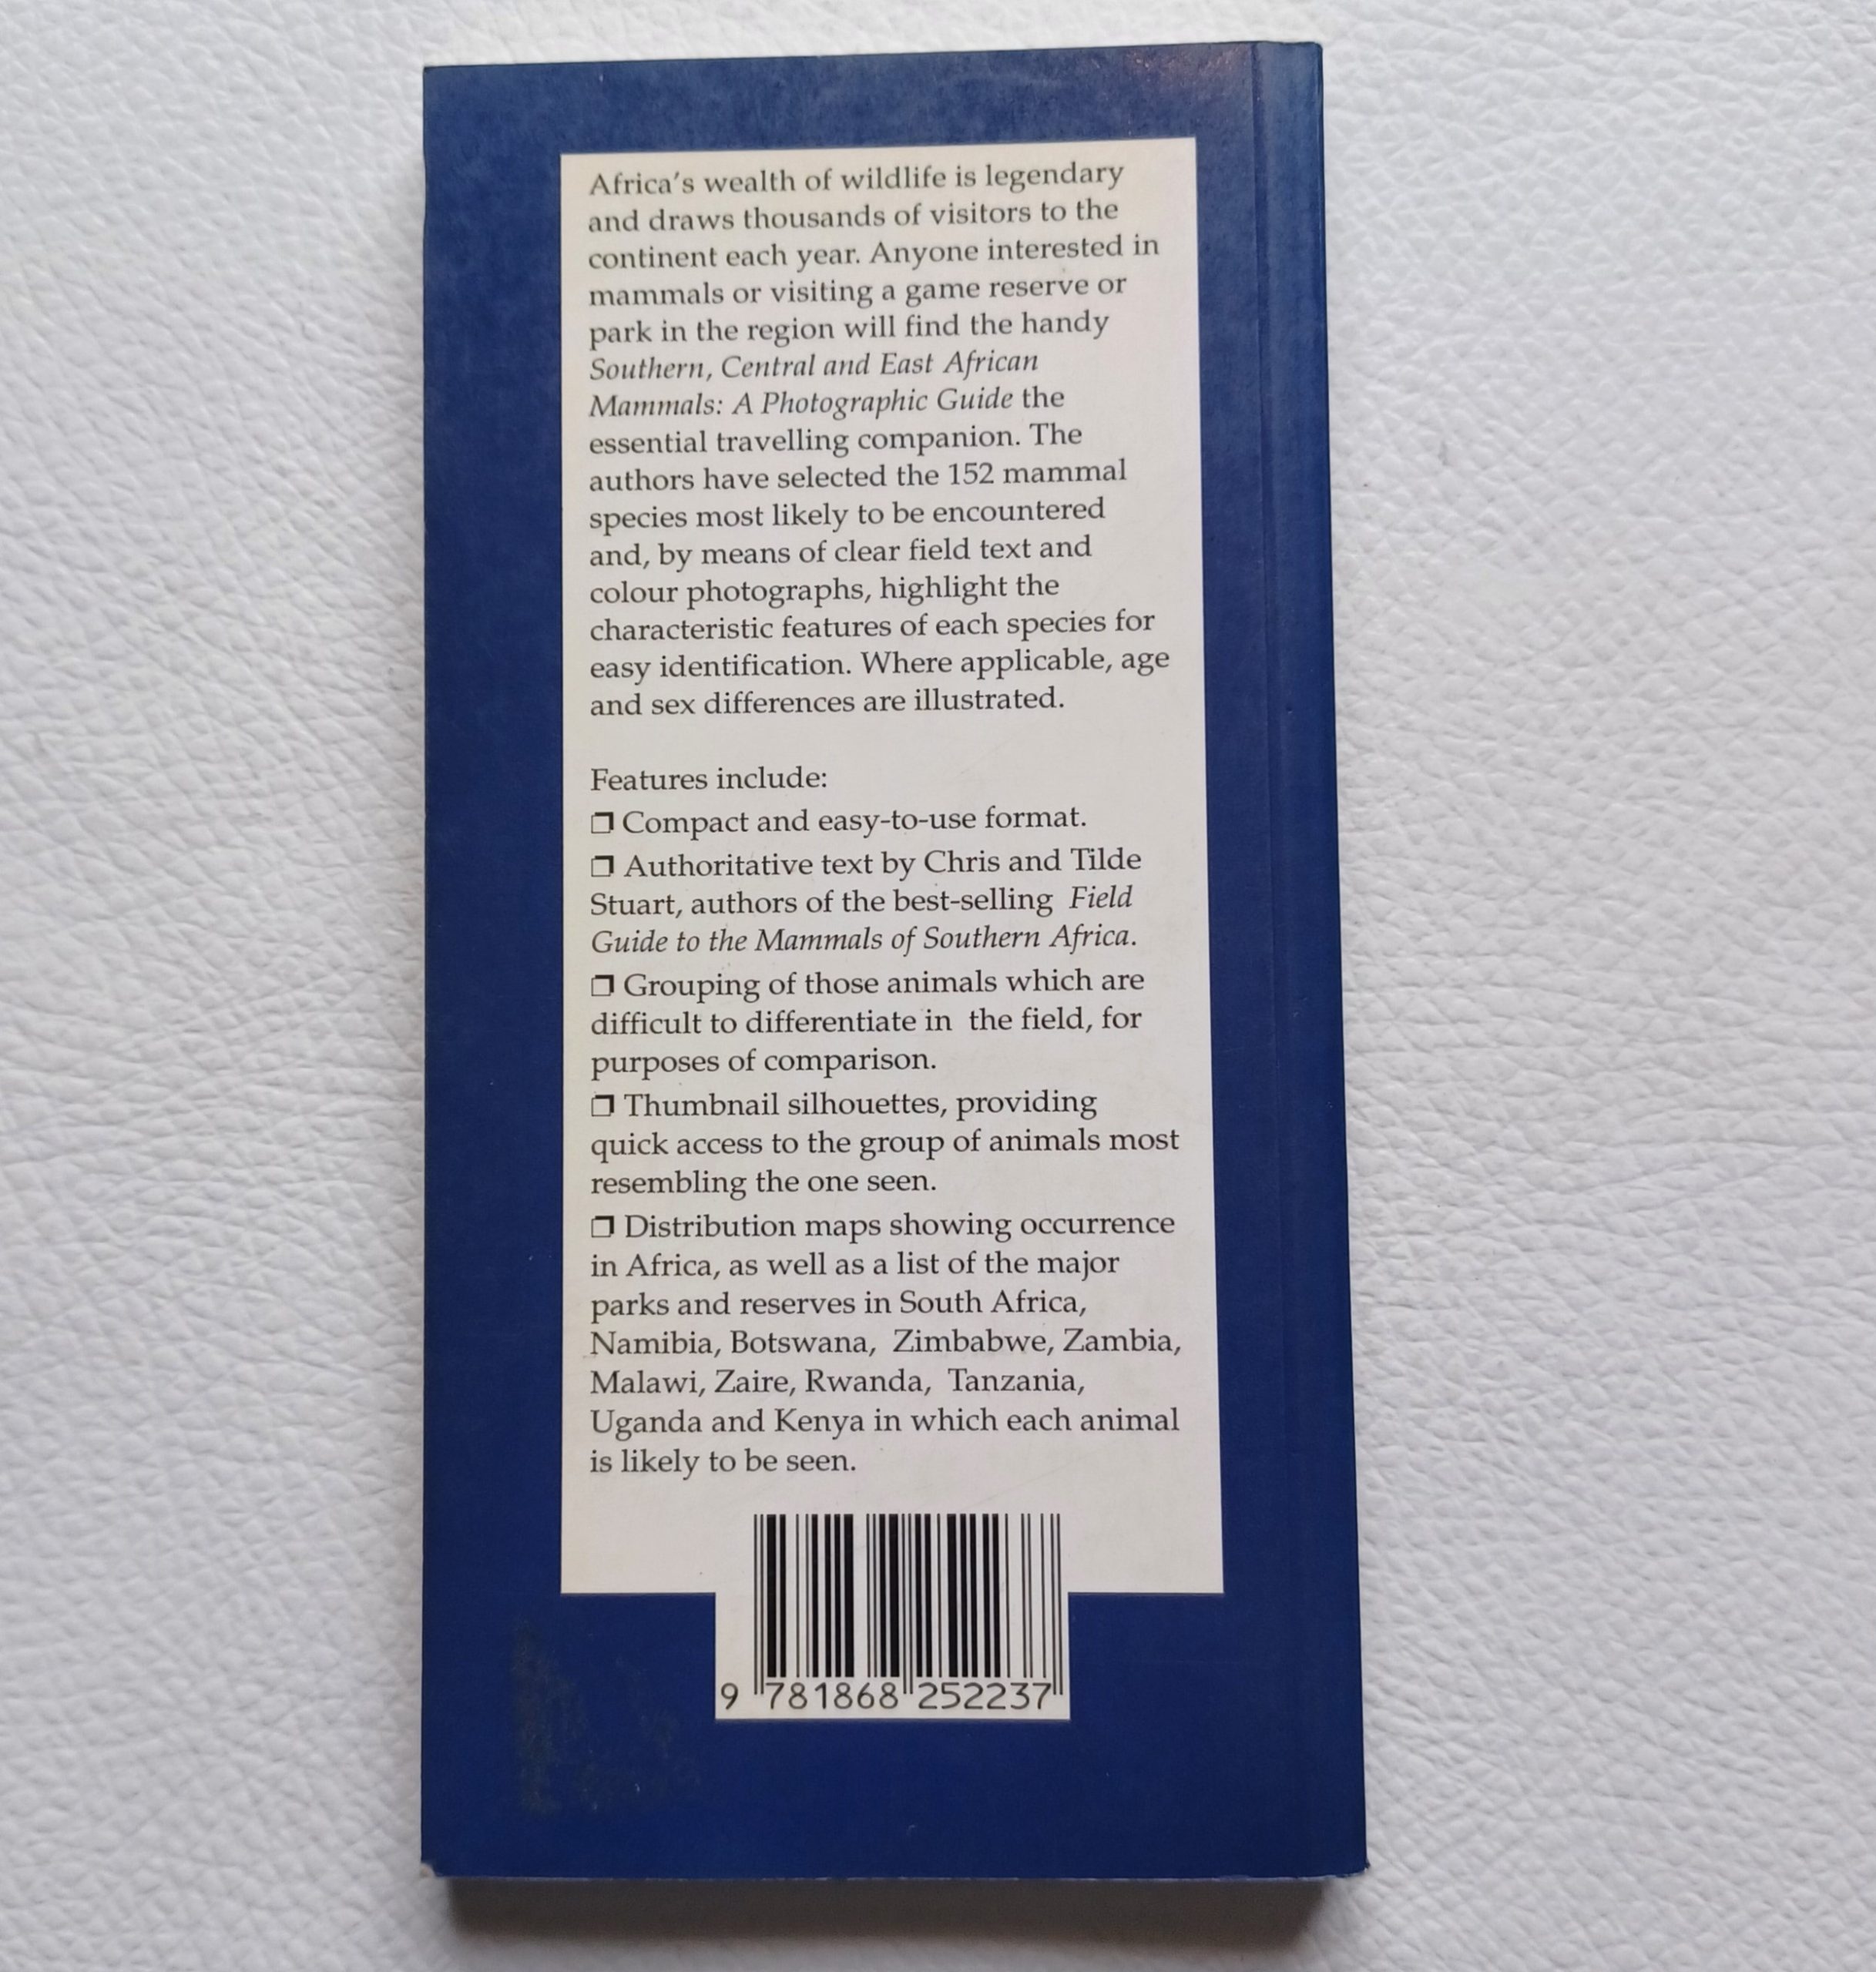 Africa's wealth of wildlife is legendary
and draws thousands of visitors to the
continent each year. Anyone interested in
mammals or visiting a game reserve or
park in the region will find the handy
Southern, Central and East African
Mammals: A Photographic Guide the
essential travelling companion. The
authors have selected the 152 mammal
species most likely to be encountered
and, by means of clear field text and
colour photographs, highlight the
characteristic features of each species for
easy identification. Where applicable, age
and sex differences are illustrated.
Features include:
❒ Compact and easy-to-use format.
❒ Authoritative text by Chris and Tilde
Stuart, authors of the best-selling Field
Guide to the Mammals of Southern Africa.
❒ Grouping of those animals which are
difficult to differentiate in the field, for
purposes of comparison.
❒ Thumbnail silhouettes, providing
quick access to the group of animals most
resembling the one seen.
❒ Distribution maps showing occurrence
in Africa, as well as a list of the major
parks and reserves in South Africa,
Namibia, Botswana, Zimbabwe, Zambia,
Malawi, Zaire, Rwanda, Tanzania,
Uganda and Kenya in which each animal
is likely to be seen.
9 781868 252237